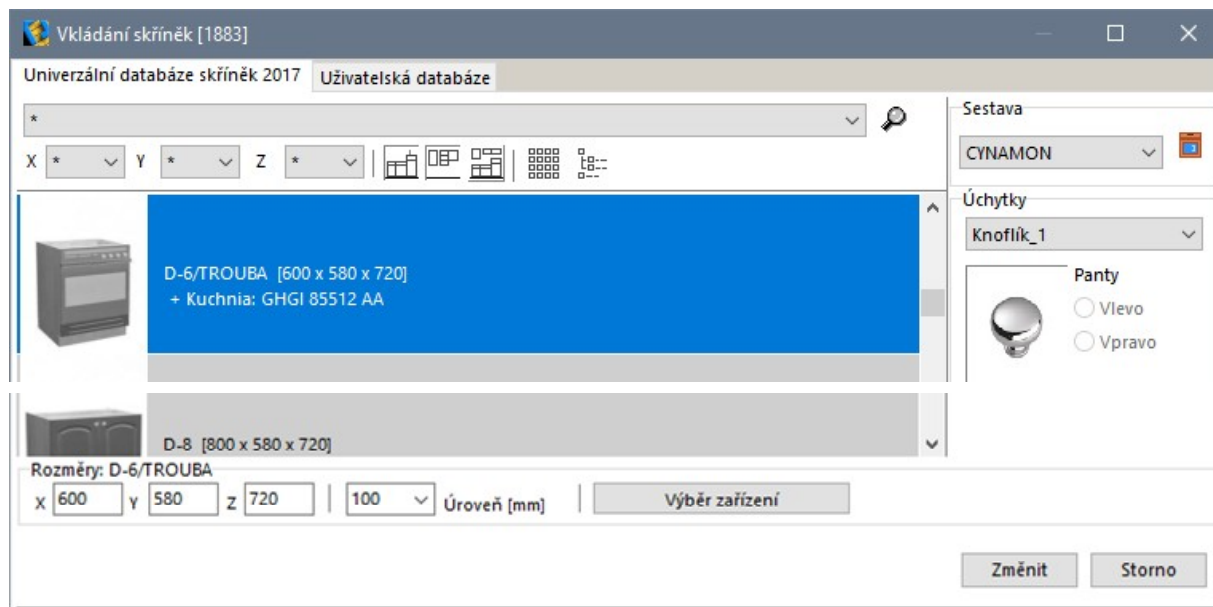 Vkládání skříněk [1883]
Univerzální databáze skříněk 2017 Uživatelská databáze
*
X * Y * Z *
D-6/TROUBA [600 x 580 x 720]
+ Kuchnia: GHGI 85512 AA
D-8 [800 x 580 x 720]
Sestava
CYNAMON
Úchytky
Knoflík_1
Panty
Vlevo
Vpravo
Rozměry: D-6/TROUBA
X 600 Y 580 Z 720 100 Úroveň [mm] Výběr zařízení
Změnit Storno